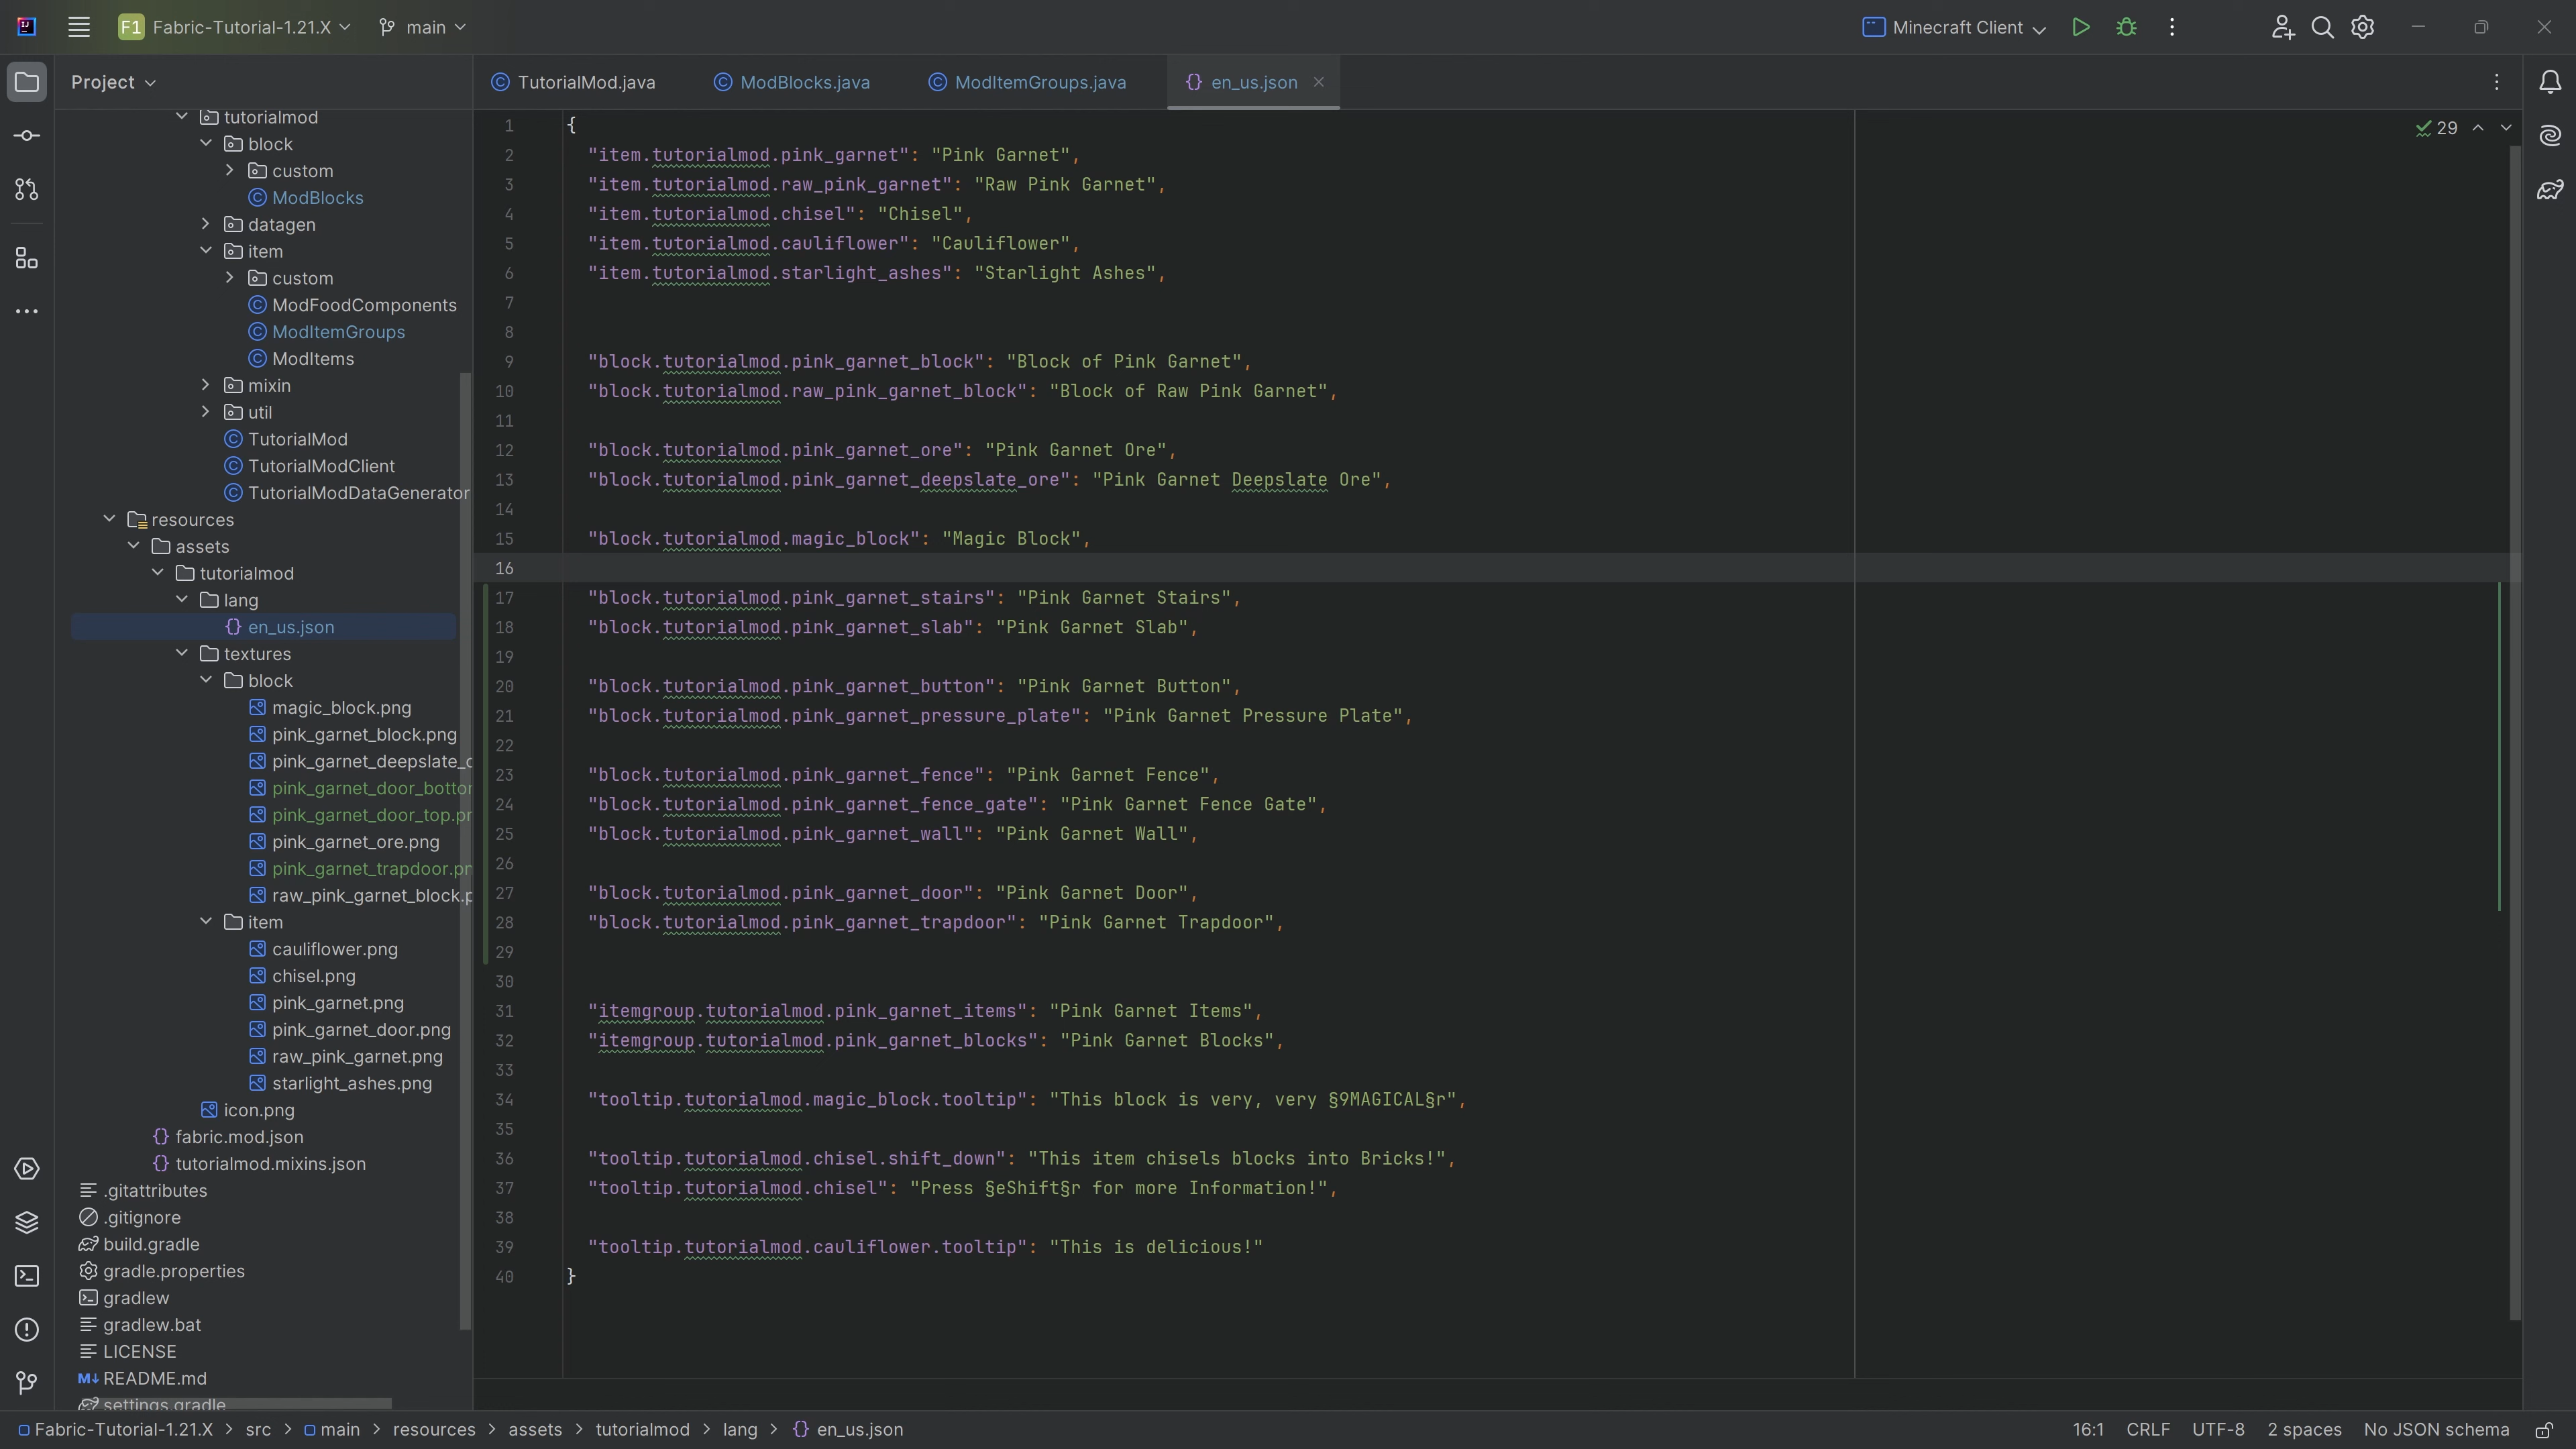 F1 Fabric-Tutorial-1.21.X main Minecraft Client
Project
tutorialmod
block
custom
ModBlocks
datagen
item
custom
ModFoodComponents
ModItemGroups
ModItems
mixin
util
TutorialMod
TutorialModClient
TutorialModDataGenerator
resources
assets
tutorialmod
lang
{} en_us.json
textures
block
magic_block.png
pink_garnet_block.png
pink_garnet_deepslate_
pink_garnet_door_bottor
pink_garnet_door_top.pr
pink_garnet_ore.png
pink_garnet_trapdoor.pn
raw_pink_garnet_block.p
item
cauliflower.png
chisel.png
pink_garnet.png
pink_garnet_door.png
raw_pink_garnet.png
starlight_ashes.png
icon.png
{} fabric.mod.json
{} tutorialmod.mixins.json
.gitattributes
.gitignore
build.gradle
gradle.properties
gradlew
gradlew.bat
LICENSE
M↓ README.md
settings.gradle
TutorialMod.java ModBlocks.java ModItemGroups.java {} en_us.json
29
1 {
2 "item.tutorialmod.pink_garnet": "Pink Garnet",
3 "item.tutorialmod.raw_pink_garnet": "Raw Pink Garnet",
4 "item.tutorialmod.chisel": "Chisel",
5 "item.tutorialmod.cauliflower": "Cauliflower",
6 "item.tutorialmod.starlight_ashes": "Starlight Ashes",
7
8
9 "block.tutorialmod.pink_garnet_block": "Block of Pink Garnet",
10 "block.tutorialmod.raw_pink_garnet_block": "Block of Raw Pink Garnet",
11
12 "block.tutorialmod.pink_garnet_ore": "Pink Garnet Ore",
13 "block.tutorialmod.pink_garnet_deepslate_ore": "Pink Garnet Deepslate Ore",
14
15 "block.tutorialmod.magic_block": "Magic Block",
16
17 "block.tutorialmod.pink_garnet_stairs": "Pink Garnet Stairs",
18 "block.tutorialmod.pink_garnet_slab": "Pink Garnet Slab",
19
20 "block.tutorialmod.pink_garnet_button": "Pink Garnet Button",
21 "block.tutorialmod.pink_garnet_pressure_plate": "Pink Garnet Pressure Plate",
22
23 "block.tutorialmod.pink_garnet_fence": "Pink Garnet Fence",
24 "block.tutorialmod.pink_garnet_fence_gate": "Pink Garnet Fence Gate",
25 "block.tutorialmod.pink_garnet_wall": "Pink Garnet Wall",
26
27 "block.tutorialmod.pink_garnet_door": "Pink Garnet Door",
28 "block.tutorialmod.pink_garnet_trapdoor": "Pink Garnet Trapdoor",
29
30
31 "itemgroup.tutorialmod.pink_garnet_items": "Pink Garnet Items",
32 "itemgroup.tutorialmod.pink_garnet_blocks": "Pink Garnet Blocks",
33
34 "tooltip.tutorialmod.magic_block.tooltip": "This block is very, very §9MAGICAL§r",
35
36 "tooltip.tutorialmod.chisel.shift_down": "This item chisels blocks into Bricks!",
37 "tooltip.tutorialmod.chisel": "Press §eShift§r for more Information!",
38
39 "tooltip.tutorialmod.cauliflower.tooltip": "This is delicious!"
40 }
Fabric-Tutorial-1.21.X > src > main > resources > assets > tutorialmod > lang > {} en_us.json 16:1 CRLF UTF-8 2 spaces No JSON schema